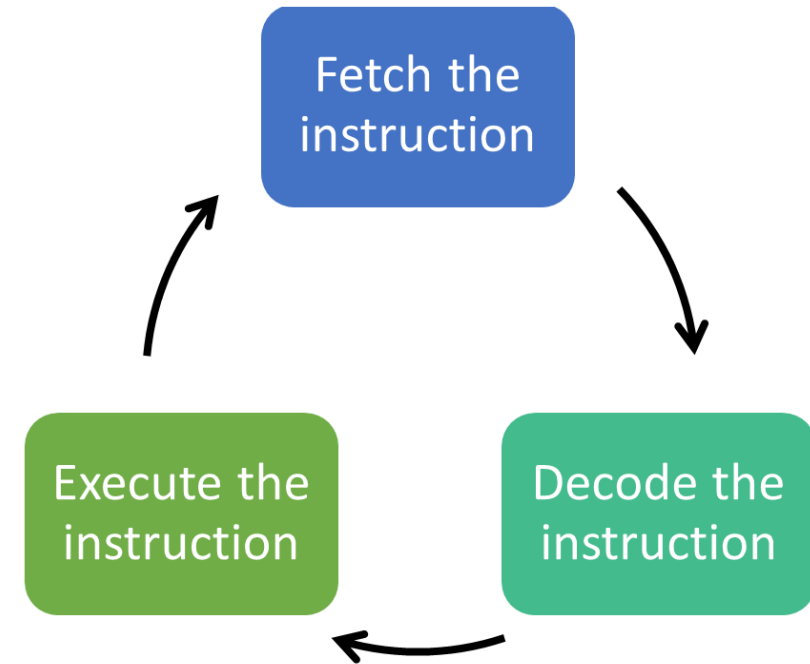 Fetch the
instruction
Decode the
instruction
Execute the
instruction